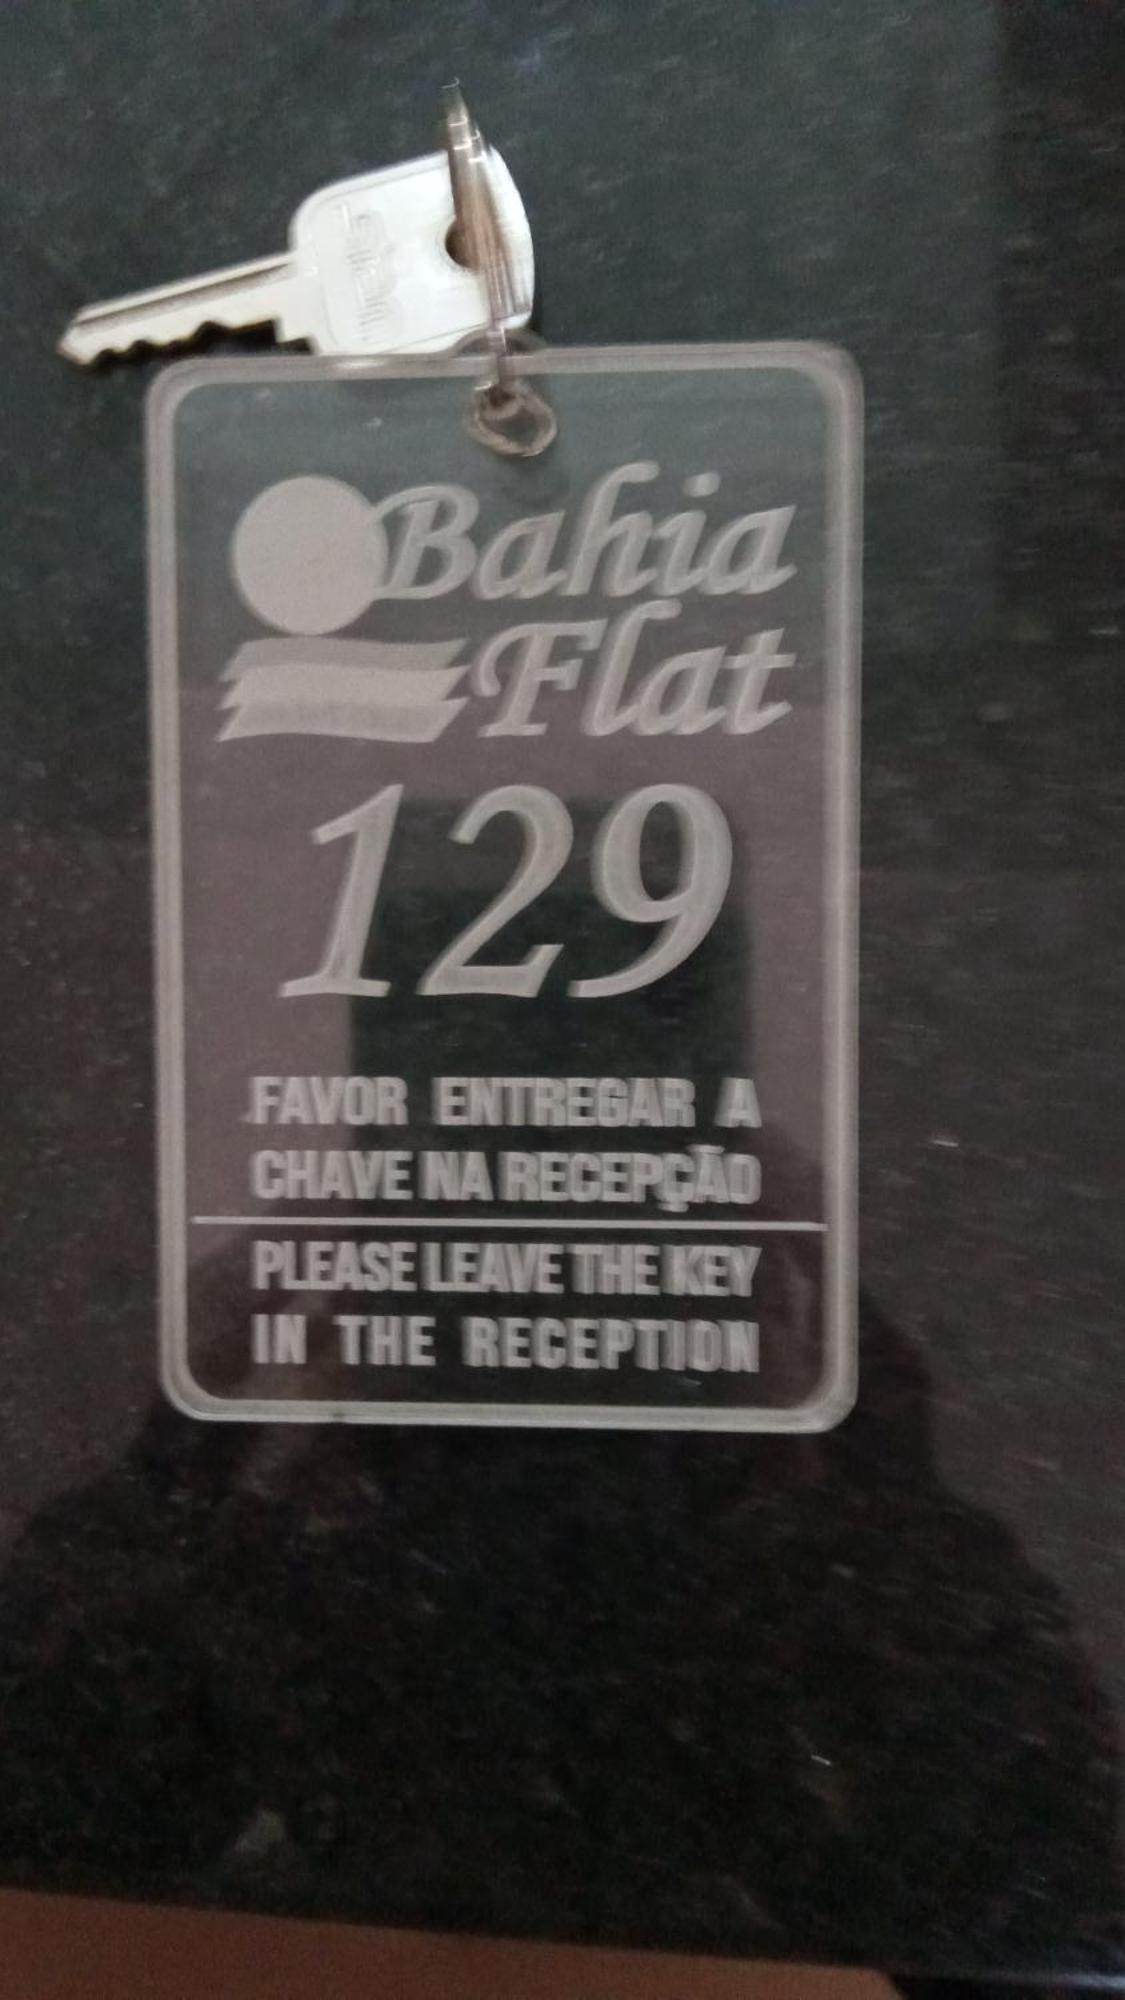 Bahia
Flat
129
FAVOR ENTREGAR A
CHAVE NA RECEPÇÃO
PLEASE LEAVE THE KEY
IN THE RECEPTION